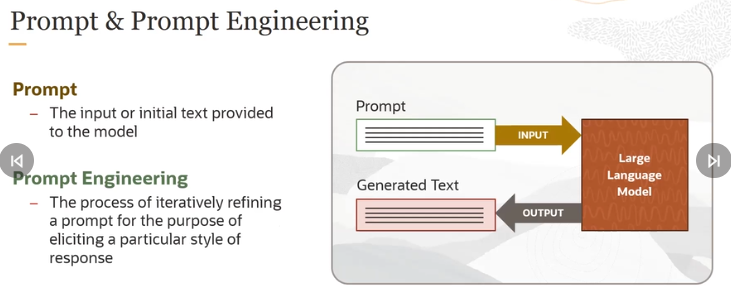 Prompt & Prompt Engineering
Prompt
– The input or initial text provided
to the model
Prompt Engineering
– The process of iteratively refining
a prompt for the purpose of
eliciting a particular style of
response
Prompt
INPUT
Large
Language
Model
Generated Text
OUTPUT